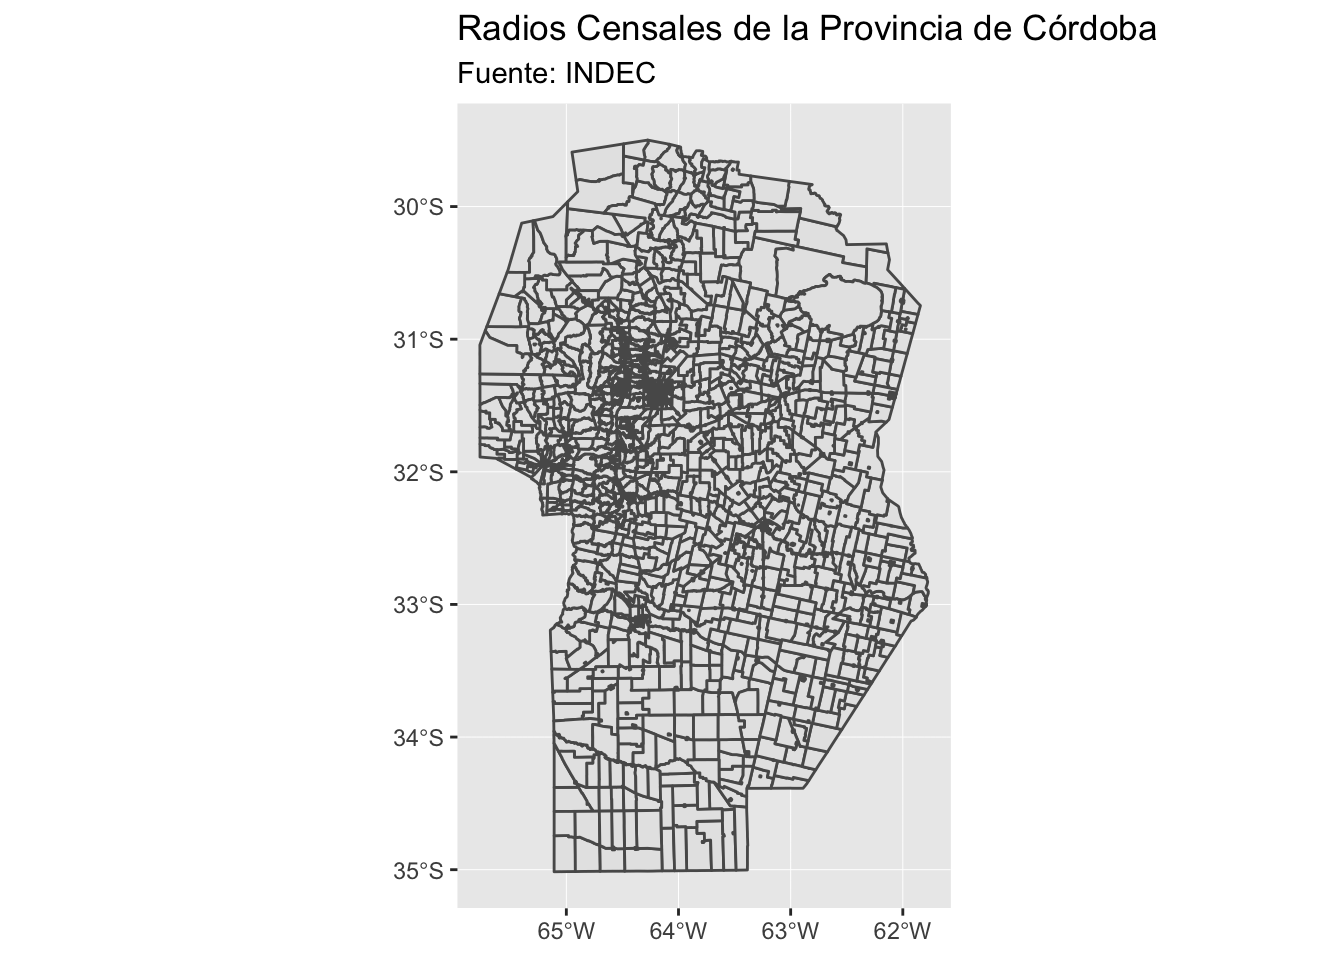 Radios Censales de la Provincia de Córdoba
Fuente: INDEC
30°S
31°S
32°S
33°S
34°S
35°S
65°W
64°W
63°W
62°W